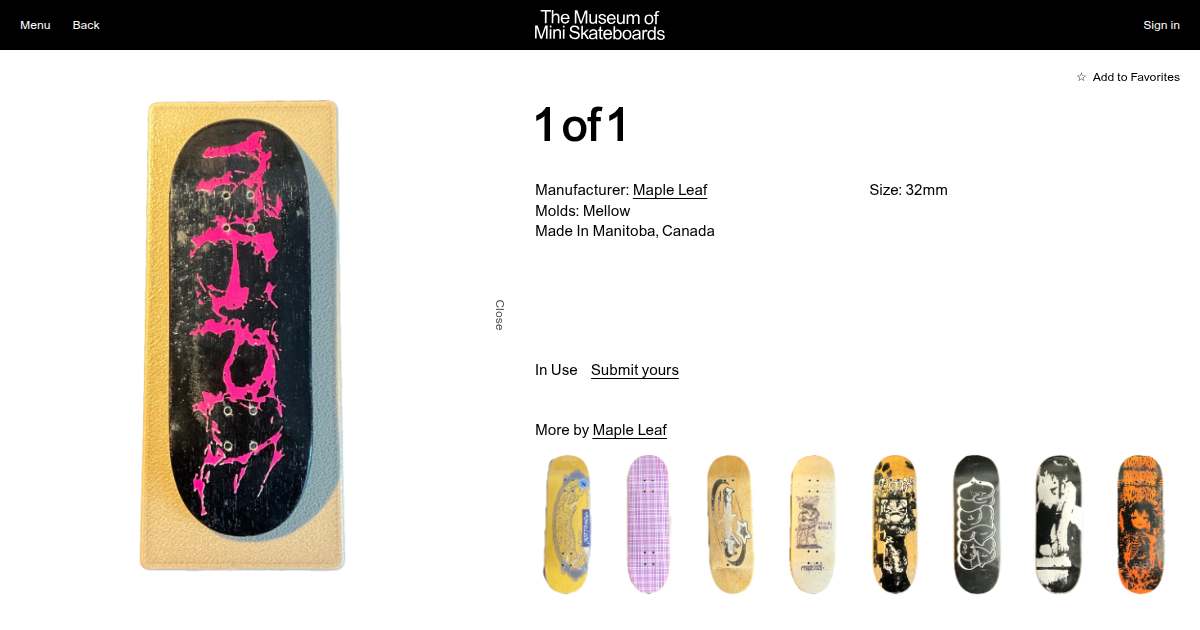 Menu
Back
The Museum of
Mini Skateboards
Sign in
☆ Add to Favorites
1 of 1
Manufacturer: Maple Leaf
Molds: Mellow
Made In Manitoba, Canada
Size: 32mm
Close
In Use Submit yours
More by Maple Leaf